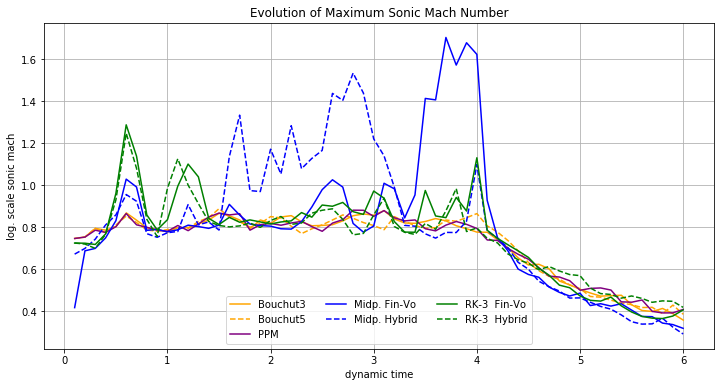 Evolution of Maximum Sonic Mach Number
log. scale sonic mach
1.6
1.4
1.2
1.0
0.8
0.6
0.4
Bouchut3
Bouchut5
PPM
Midp. Fin-Vo
Midp. Hybrid
RK-3 Fin-Vo
RK-3 Hybrid
0 1 2 3 4 5 6
dynamic time